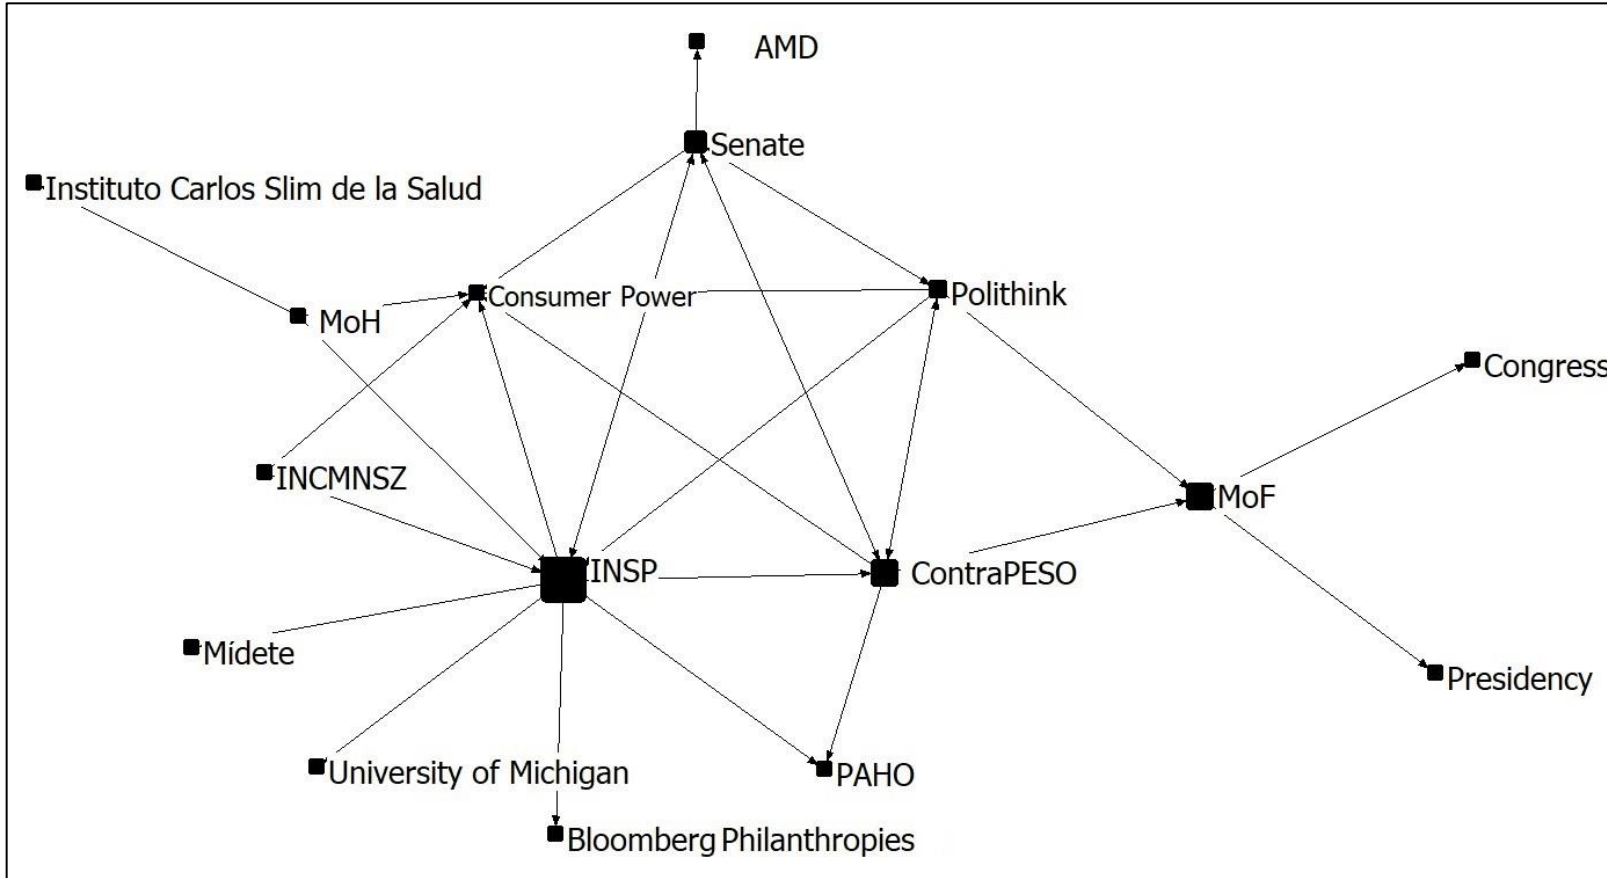 AMD
Senate
Instituto Carlos Slim de la Salud
Consumer Power
Polithink
MoH
Congress
INCMNSZ
MoF
INSP
ContraPESO
Mídete
Presidency
University of Michigan
PAHO
Bloomberg Philanthropies